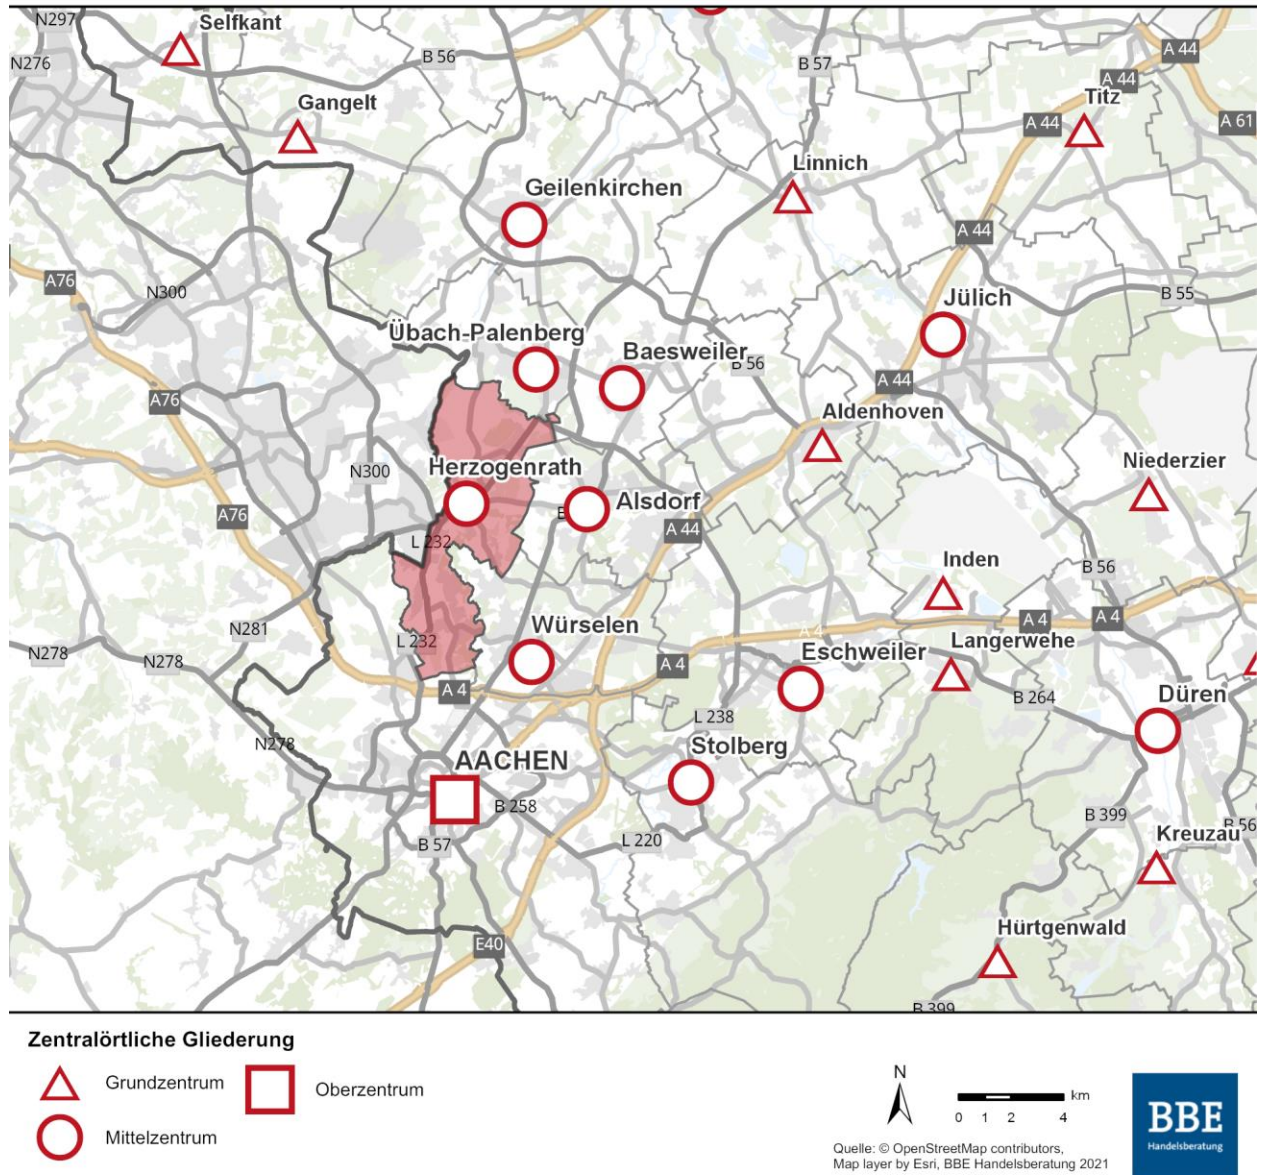 N297
Selfkant
N276
B 56
B 57
A 44
A 44
Titz
Gangelt
A 44
A 61
Linnich
Geilenkirchen
A 44
A76
N300
Jülich
B 55
Übach-Palenberg
Baesweiler
B 56
A 44
A76
Aldenhoven
Herzogenrath
N300
Niederzier
Alsdorf
A76
A 44
L 232
Inden
B 56
Würselen
A 4
A 4
A 4
N281
L 232
Langerwehe
N278
N278
Eschweiler
A 4
A 4
B 264
Düren
L 238
N278
Stolberg
AACHEN
B 258
B 399
B 57
L 220
Kreuzau
B 56
Hürtgenwald
E40
B 399
Zentralörtliche Gliederung
Grundzentrum
Oberzentrum
Mittelzentrum
N
km
0 1 2 4
Quelle: © OpenStreetMap contributors,
Map layer by Esri, BBE Handelsberatung 2021
BBE
Handelsberatung